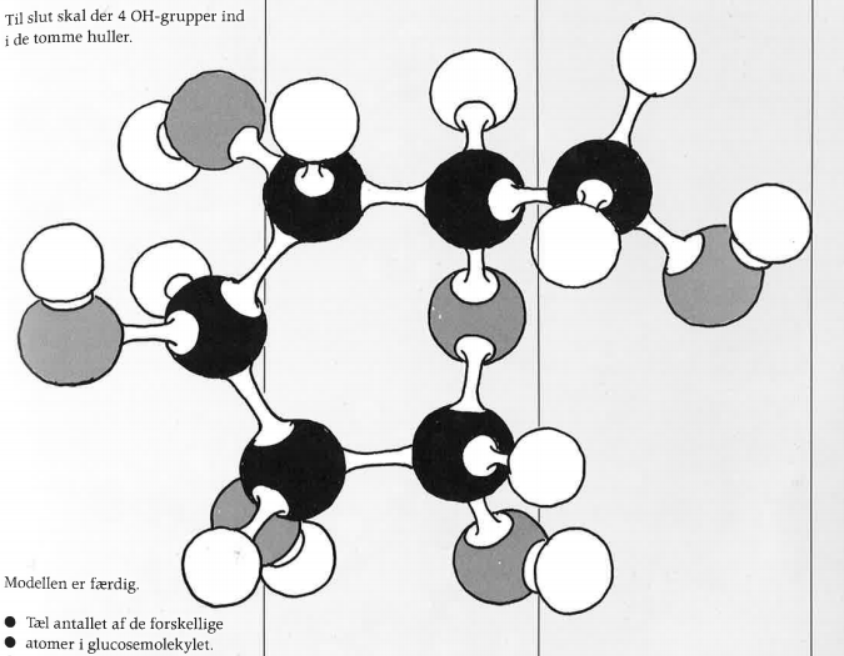 Til slut skal der 4 OH-grupper ind
i de tomme huller.
Modellen er færdig.
● Tæl antallet af de forskellige
● atomer i glucosemolekylet.